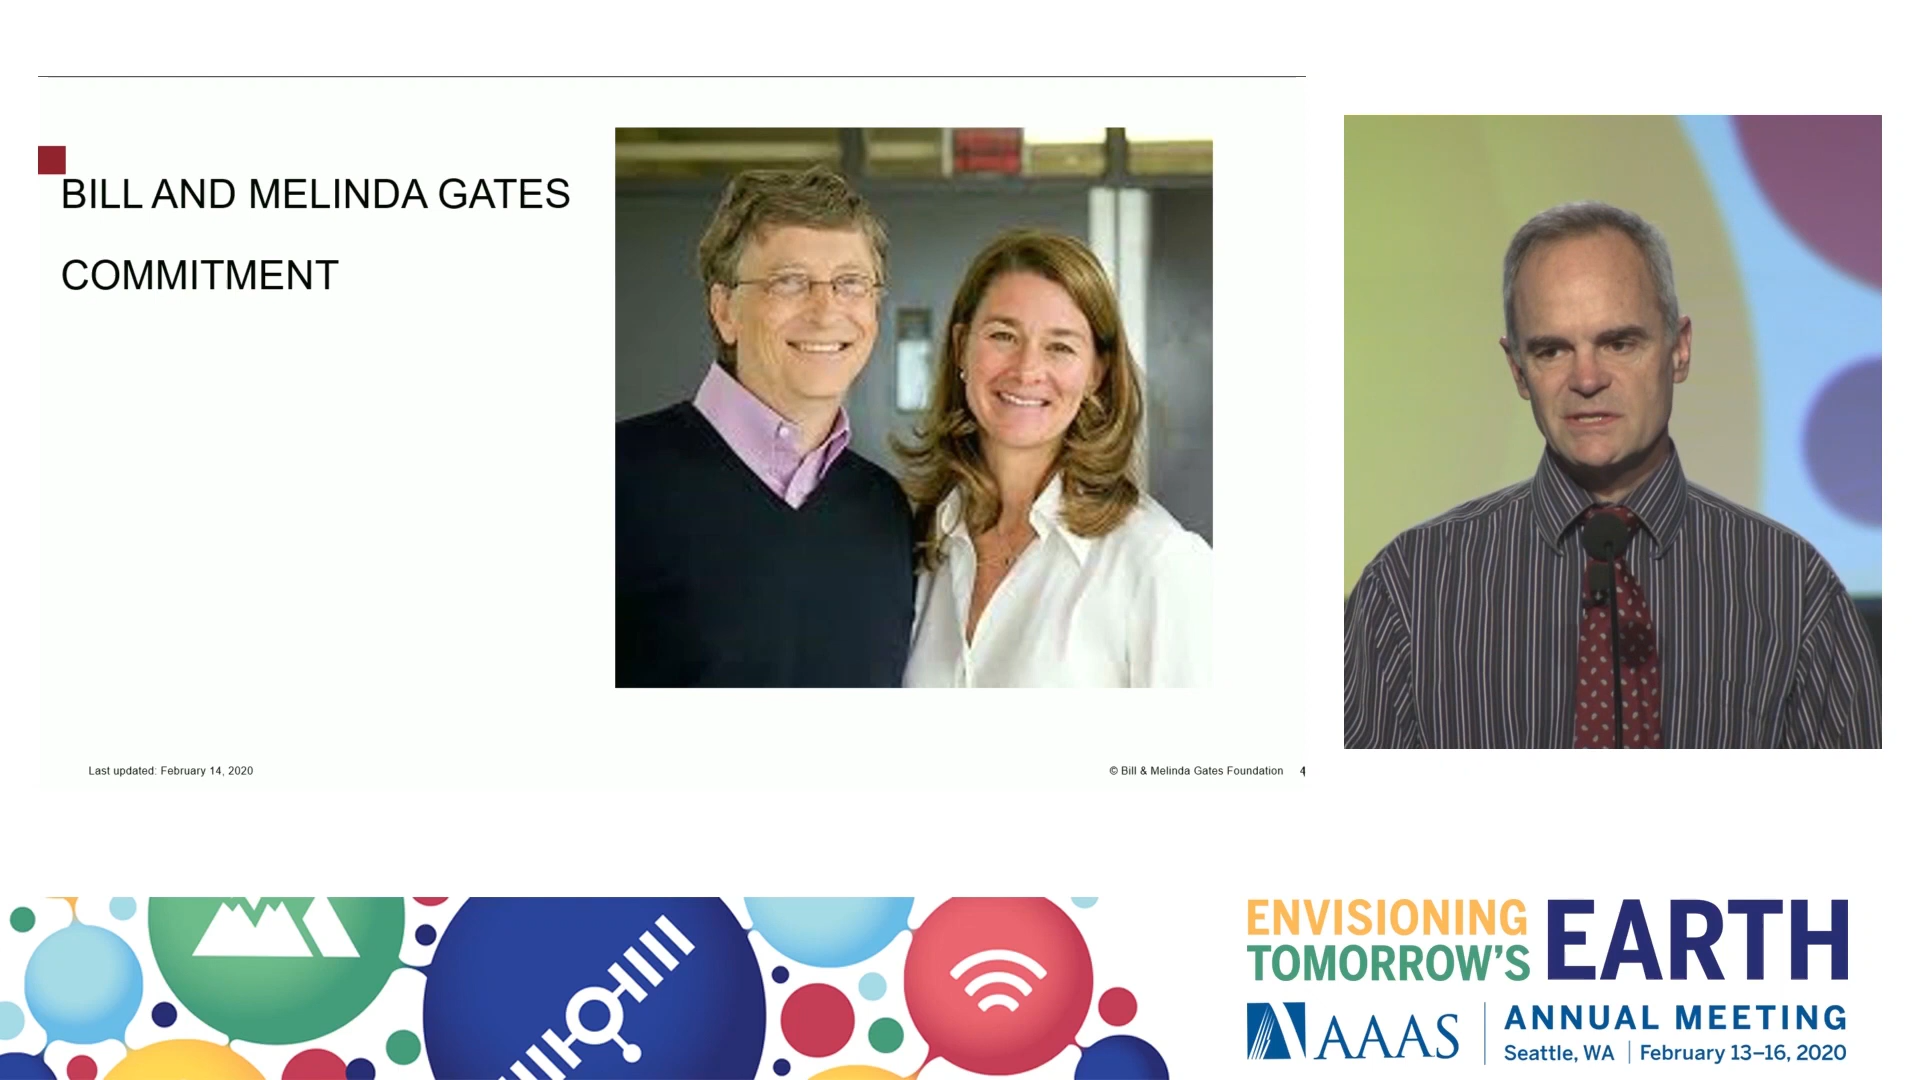 BILL AND MELINDA GATES
COMMITMENT
Last updated: February 14, 2020
© Bill & Melinda Gates Foundation 4
ENVISIONING
TOMORROW'S
EARTH
AAAS
ANNUAL MEETING
Seattle, WA | February 13–16, 2020